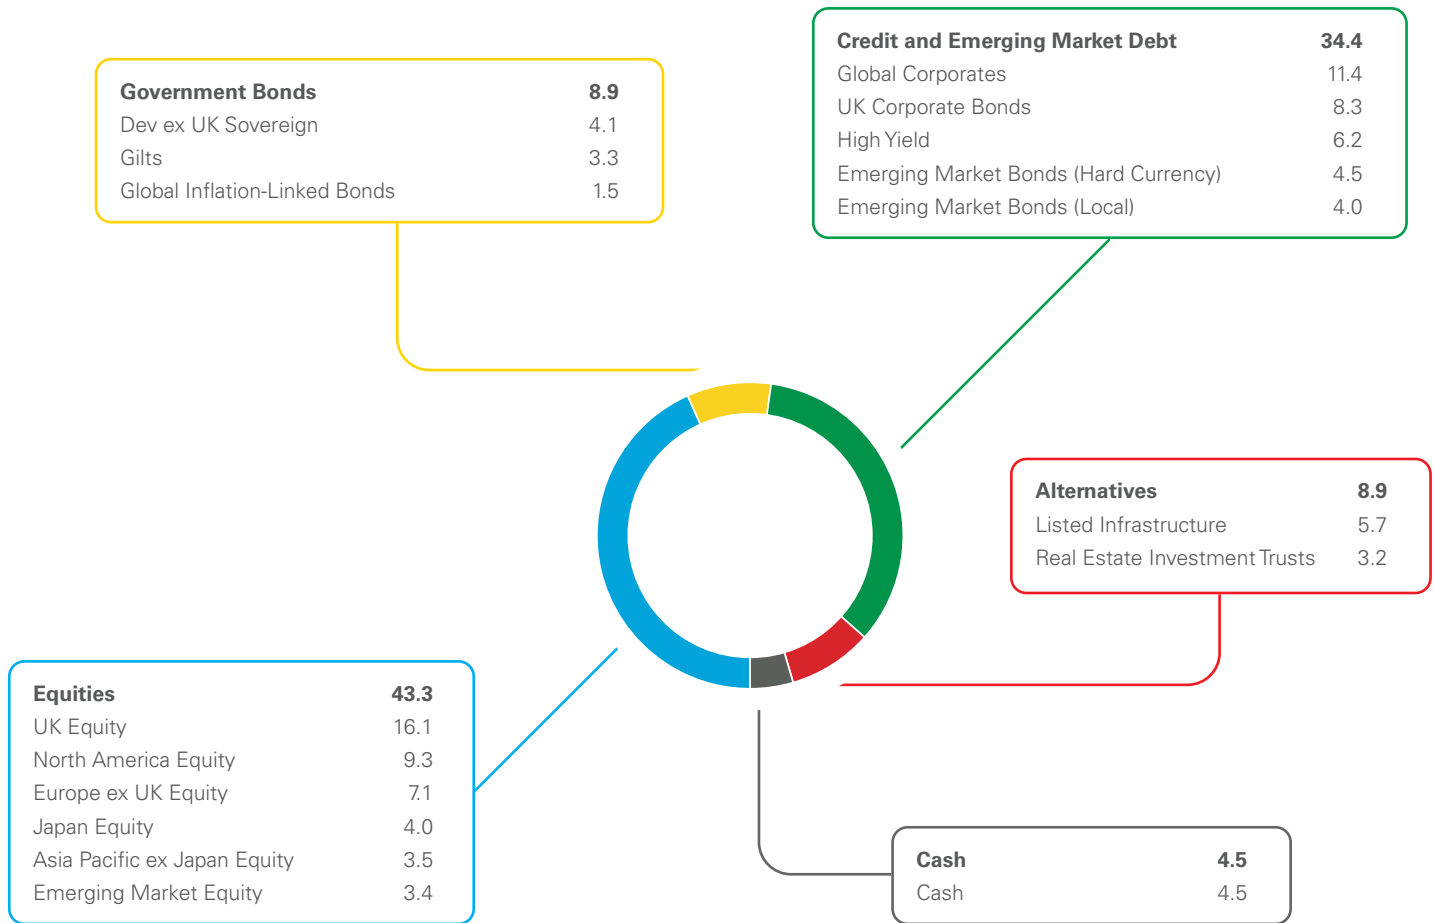 Government Bonds 8.9
Dev ex UK Sovereign 4.1
Gilts 3.3
Global Inflation-Linked Bonds 1.5
Credit and Emerging Market Debt 34.4
Global Corporates 11.4
UK Corporate Bonds 8.3
High Yield 6.2
Emerging Market Bonds (Hard Currency) 4.5
Emerging Market Bonds (Local) 4.0
Alternatives 8.9
Listed Infrastructure 5.7
Real Estate Investment Trusts 3.2
Equities 43.3
UK Equity 16.1
North America Equity 9.3
Europe ex UK Equity 7.1
Japan Equity 4.0
Asia Pacific ex Japan Equity 3.5
Emerging Market Equity 3.4
Cash 4.5
Cash 4.5